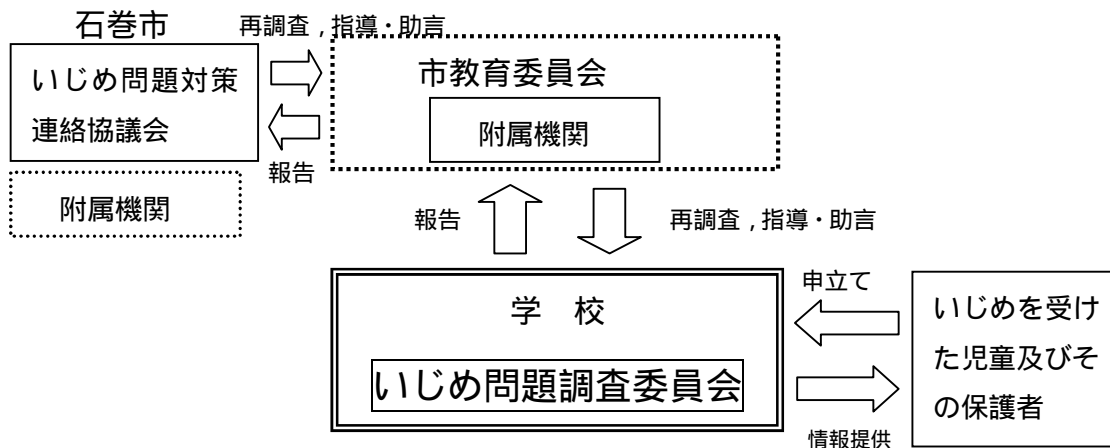 石巻市
いじめ問題対策
連絡協議会
附属機関
再調査，指導・助言
報告
市教育委員会
附属機関
報告
再調査，指導・助言
学　校
いじめ問題調査委員会
申立て
情報提供
いじめを受け
た児童及びそ
の保護者